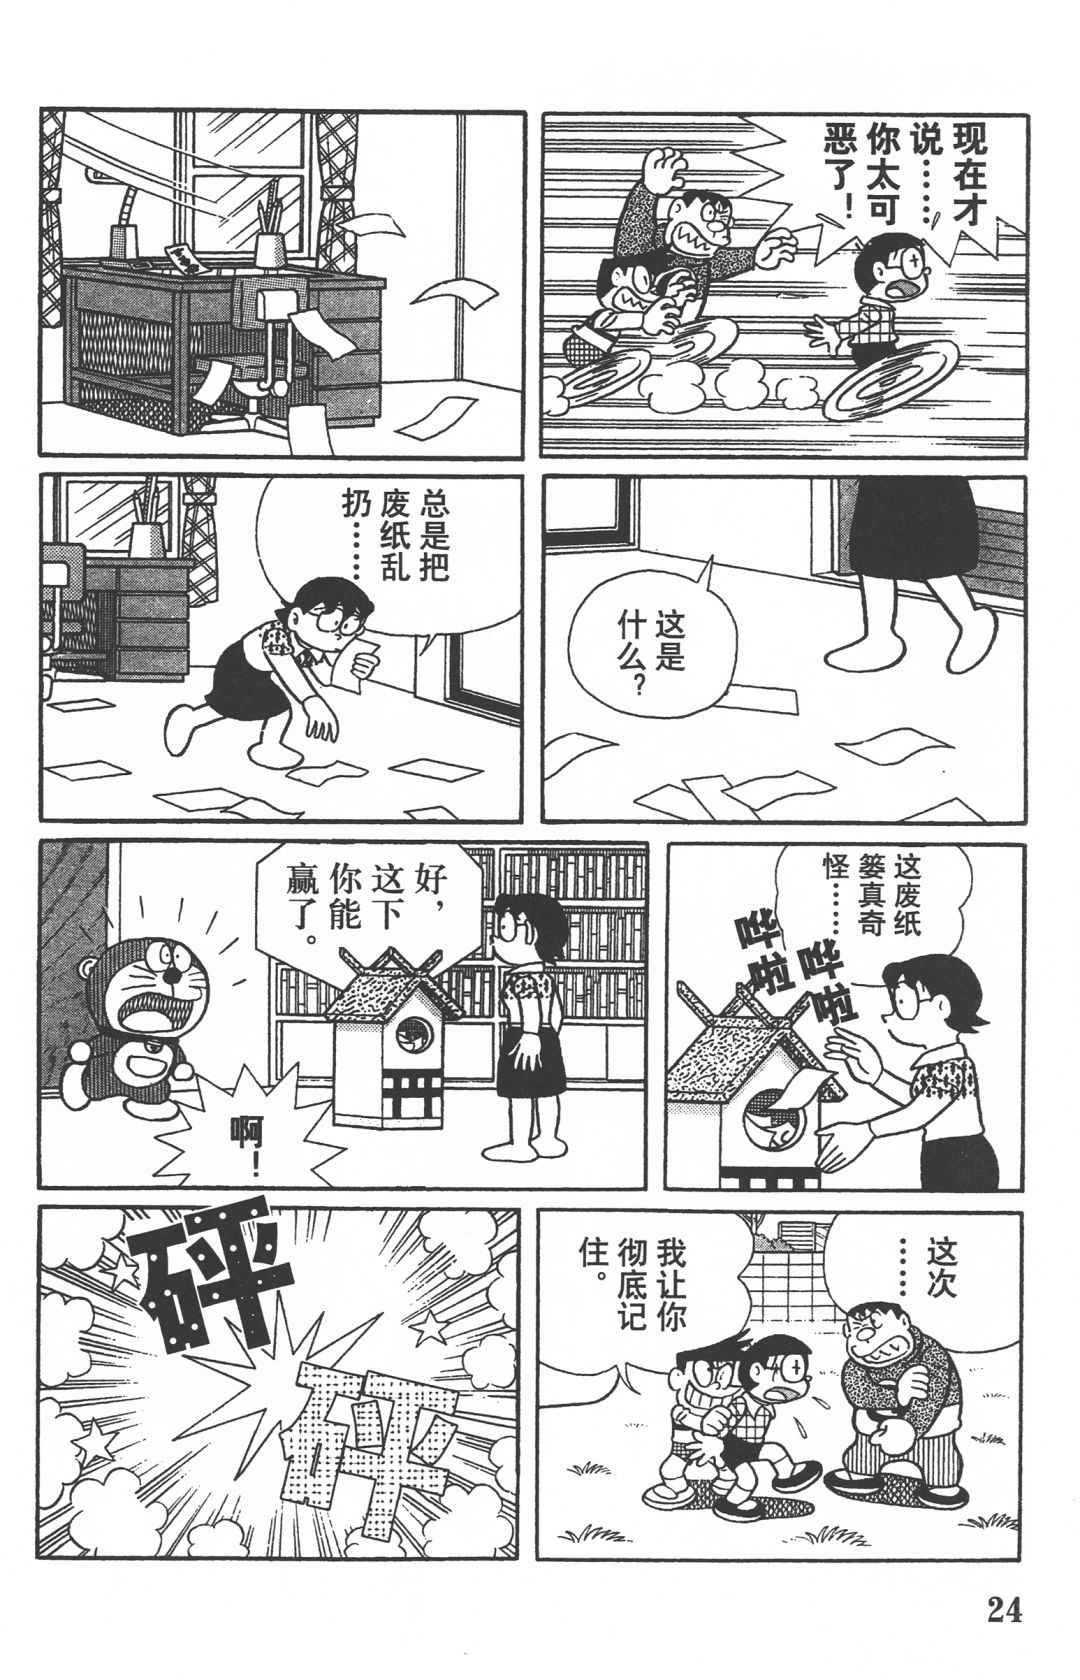 现在才
说……
你太可
恶了！
这是
什么？
总是把
废纸乱
扔……
这废纸
篓真奇
怪……
哗啦
哗啦
好，
这下
你能
赢了。
啊！
这次
……
我让你
彻底记
住。
砰
砰
24